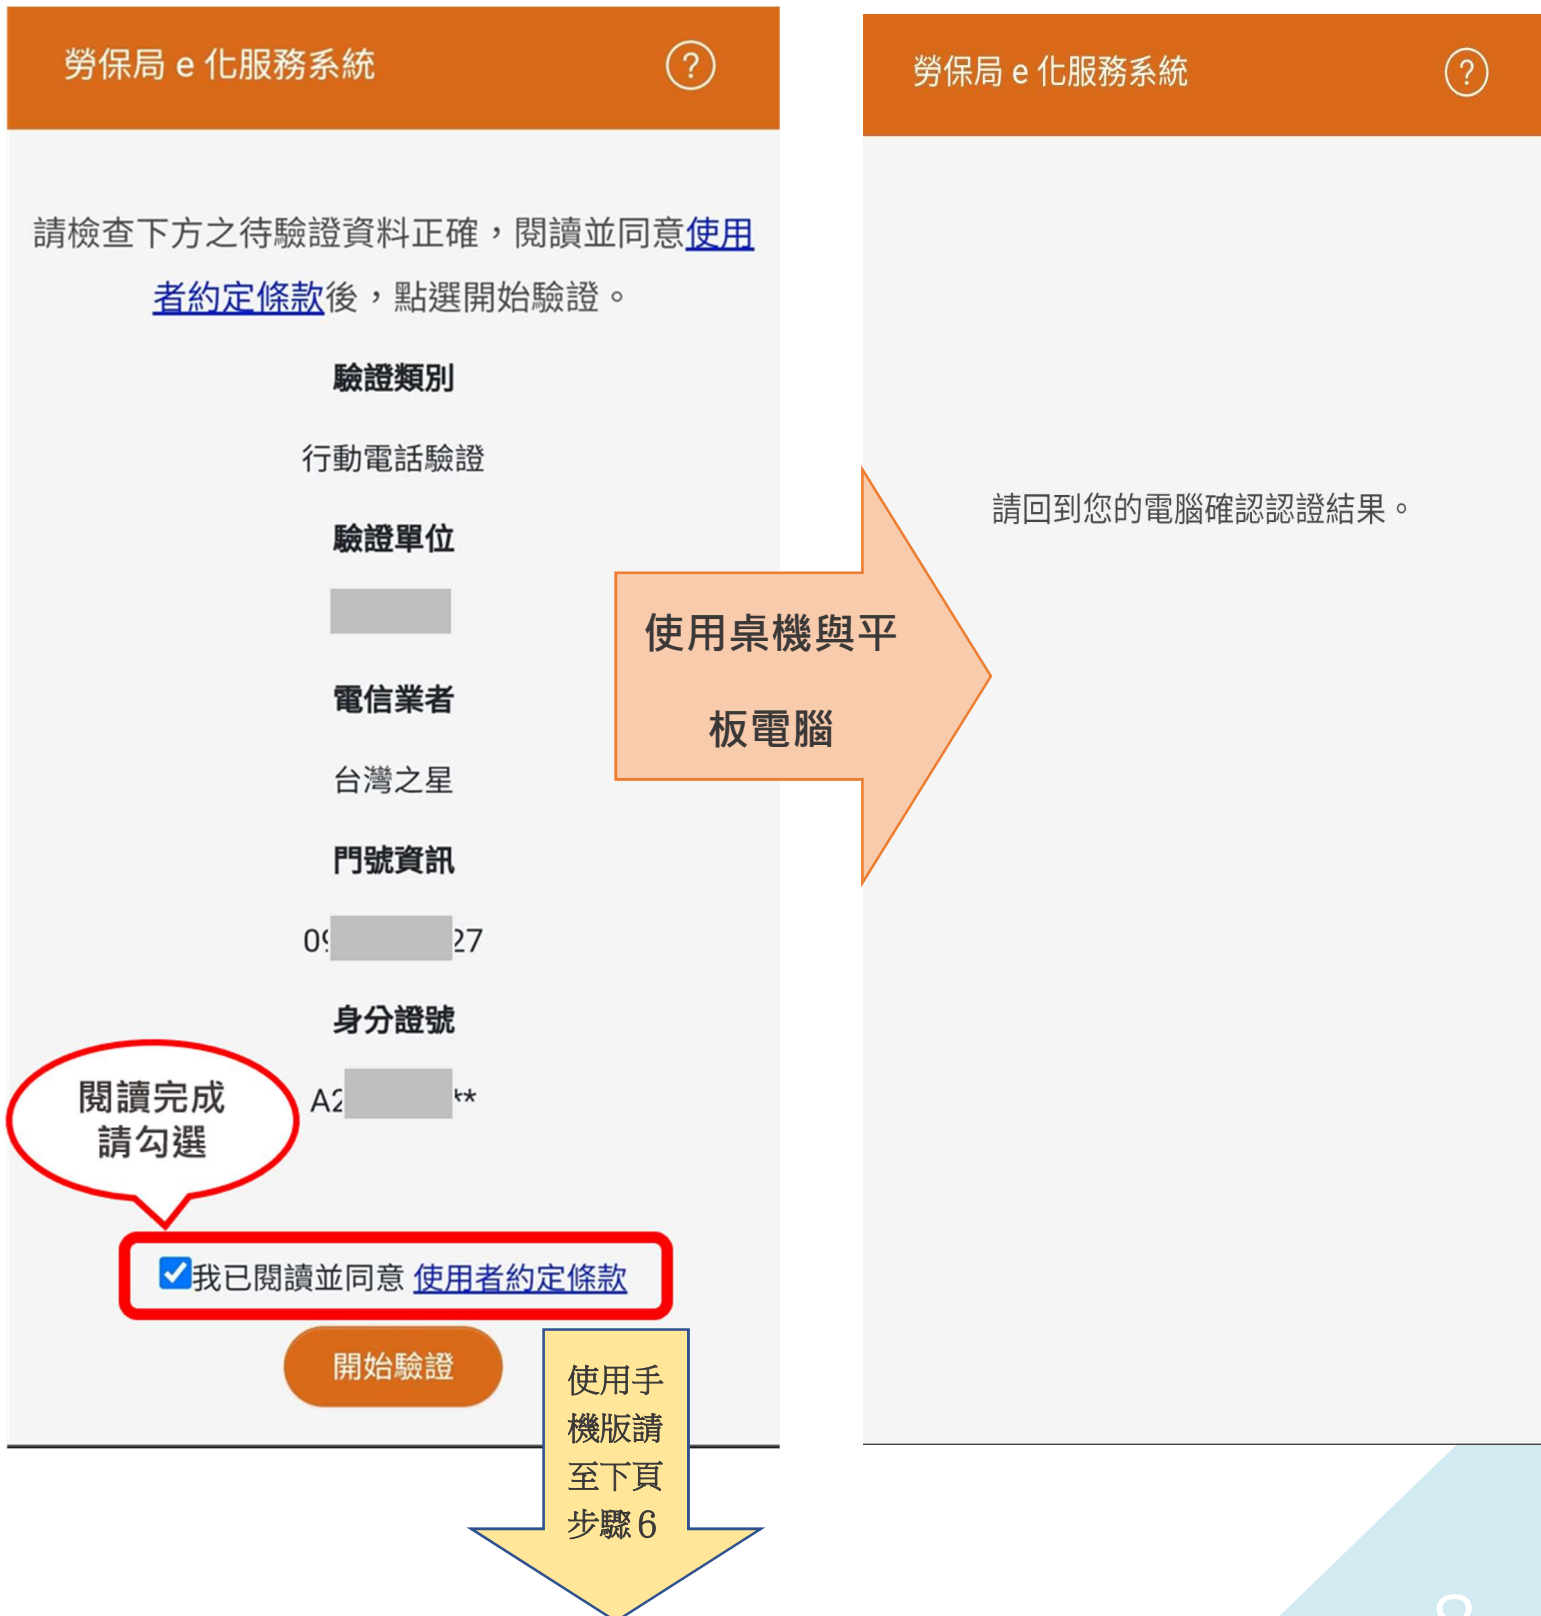 勞保局 e 化服務系統
請檢查下方之待驗證資料正確，閱讀並同意使用
者約定條款後，點選開始驗證。
驗證類別
行動電話驗證
驗證單位
電信業者
台灣之星
門號資訊
09 27
身分證號
A2 **
閱讀完成
請勾選
我已閱讀並同意 使用者約定條款
開始驗證
使用手
機版請
至下頁
步驟 6
使用桌機與平
板電腦
勞保局 e 化服務系統
請回到您的電腦確認認證結果。